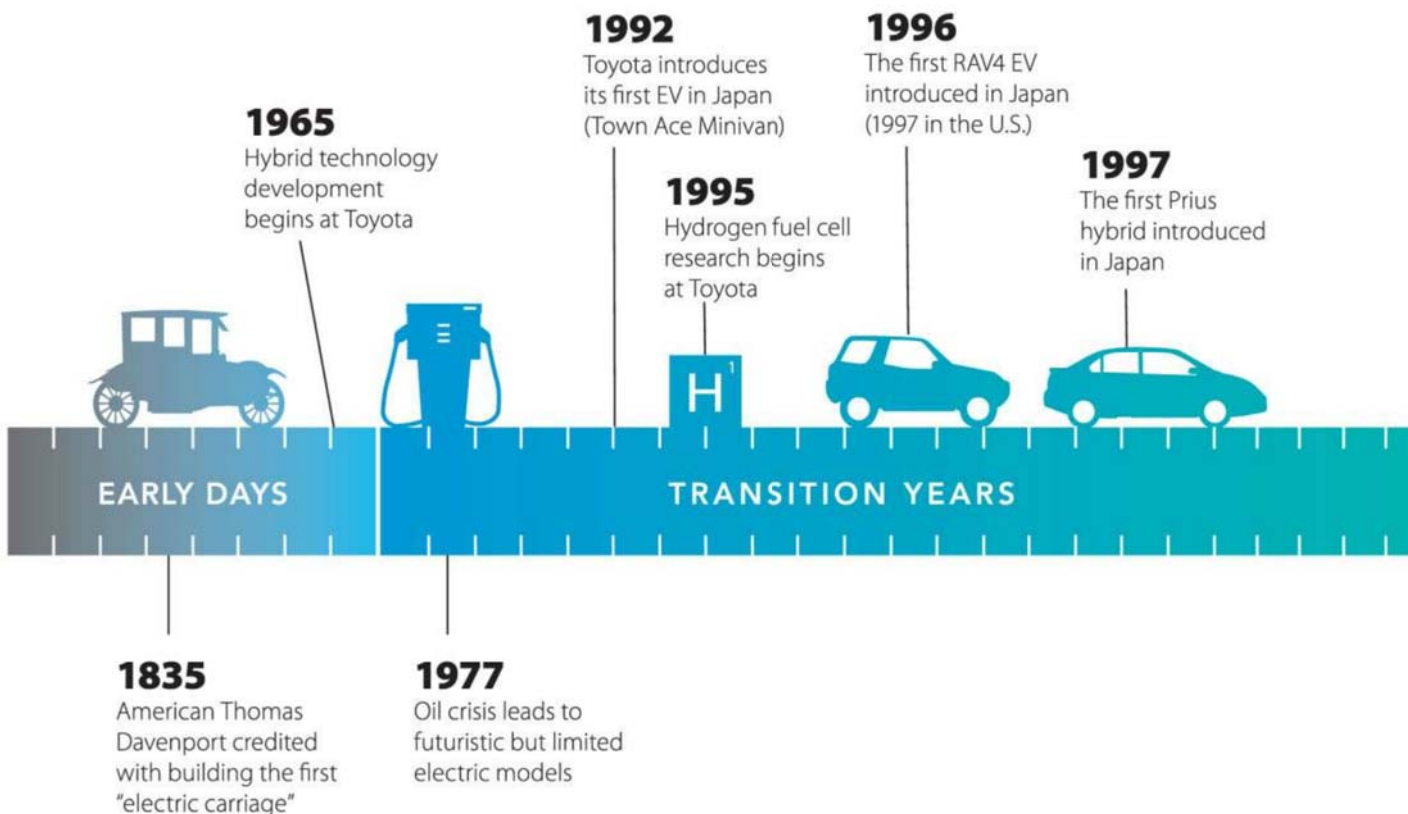 1992
Toyota introduces
its first EV in Japan
(Town Ace Minivan)
1996
The first RAV4 EV
introduced in Japan
(1997 in the U.S.)
1965
Hybrid technology
development
begins at Toyota
1995
Hydrogen fuel cell
research begins
at Toyota
1997
The first Prius
hybrid introduced
in Japan
H 1
EARLY DAYS
TRANSITION YEARS
1835
American Thomas
Davenport credited
with building the first
“electric carriage”
1977
Oil crisis leads to
futuristic but limited
electric models